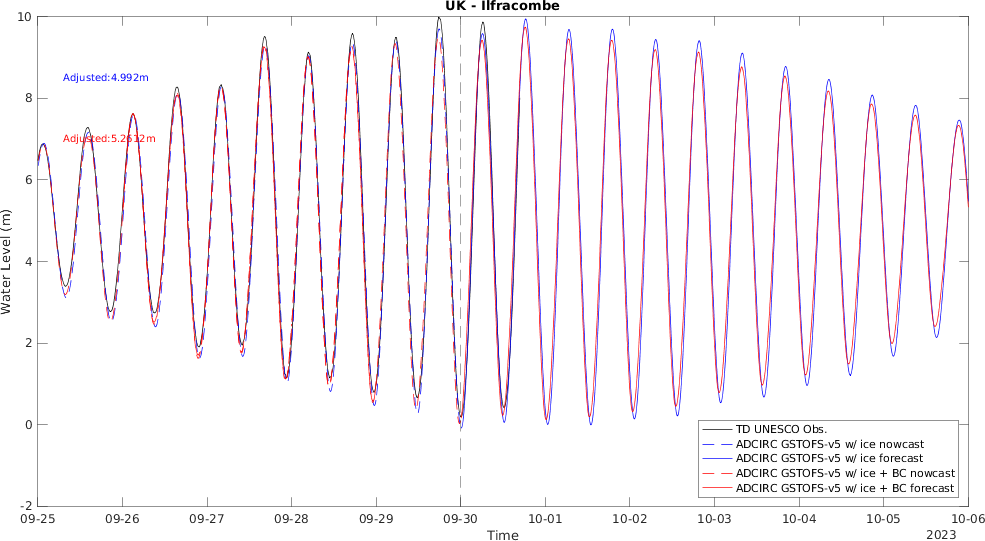 UK - Ilfracombe
10
8
6
4
2
0
-2
Water Level (m)
Adjusted:4.992m
Adjusted:5.2612m
TD UNESCO Obs.
ADCIRC GSTOFS-v5 w/ ice nowcast
ADCIRC GSTOFS-v5 w/ ice forecast
ADCIRC GSTOFS-v5 w/ ice + BC nowcast
ADCIRC GSTOFS-v5 w/ ice + BC forecast
09-25 09-26 09-27 09-28 09-29 09-30 10-01 10-02 10-03 10-04 10-05 10-06
Time
2023